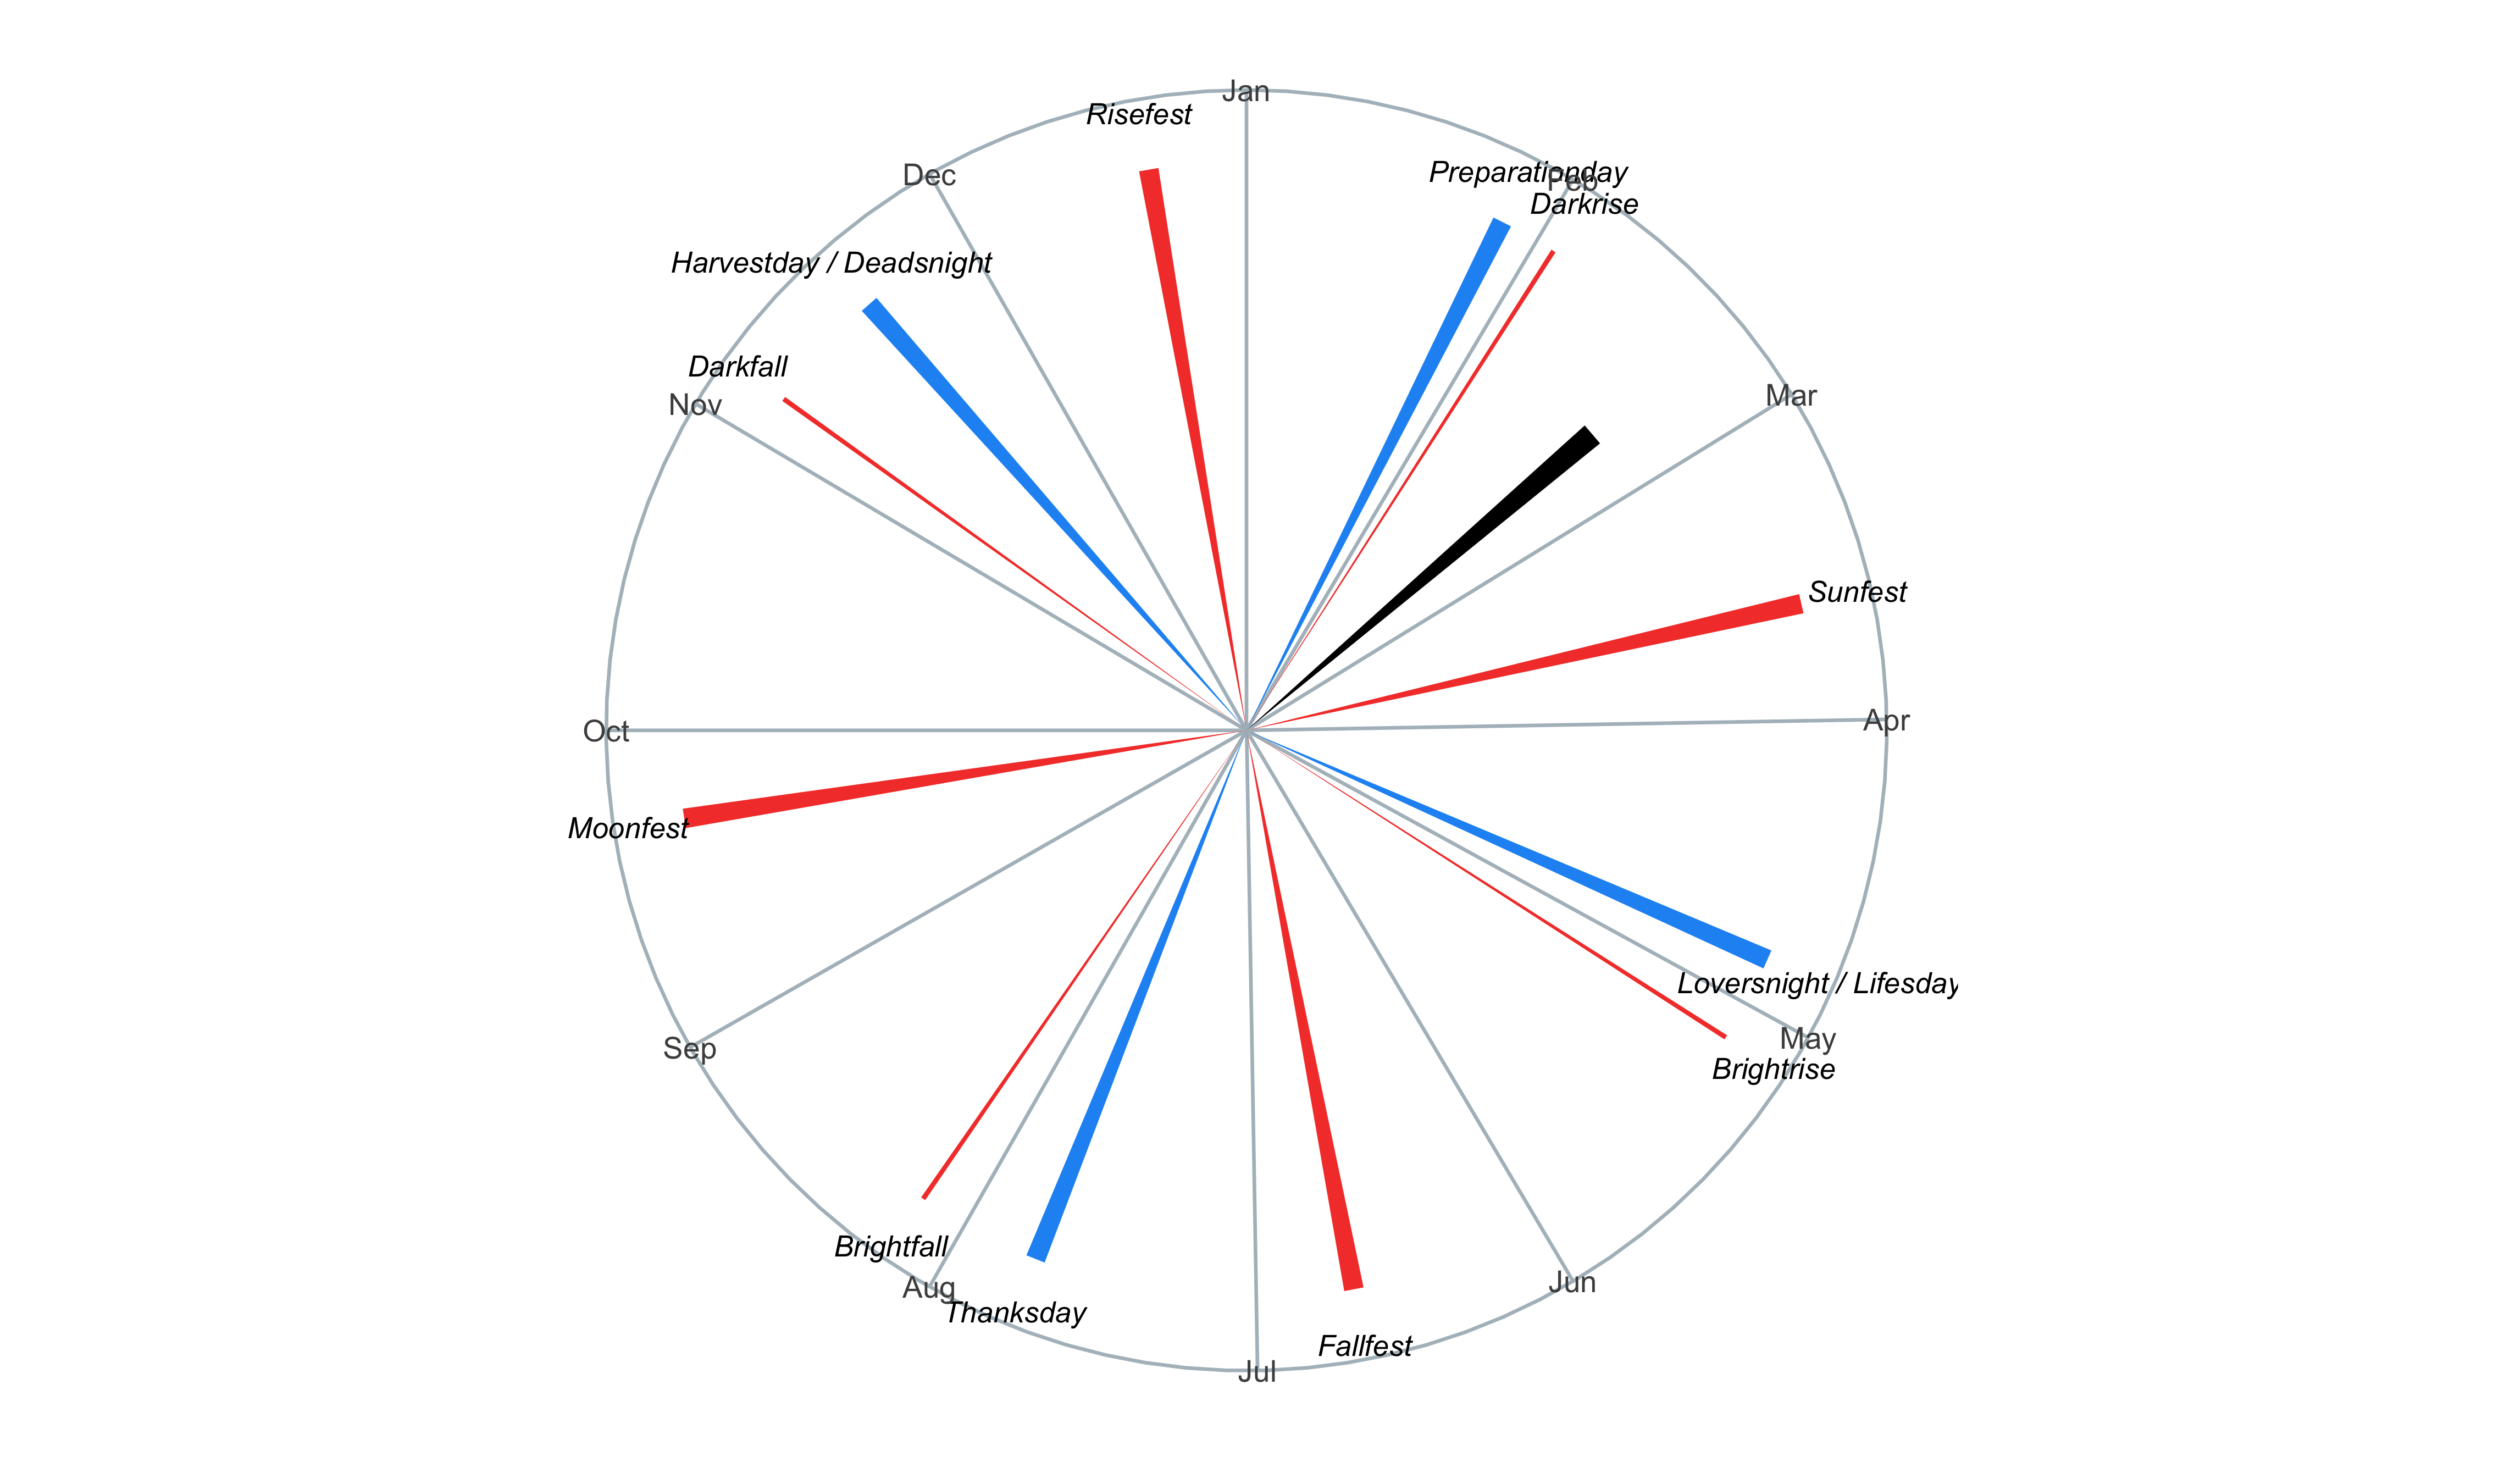 Jan
Risefest
Preparationday
Dec
Feb
Darkrise
Harvestday / Deadsnight
Darkfall
Mar
Nov
Sunfest
Apr
Oct
Moonfest
Loversnight / Lifesday
May
Sep
Brightrise
Brightfall
Jun
Aug
Thanksday
Fallfest
Jul